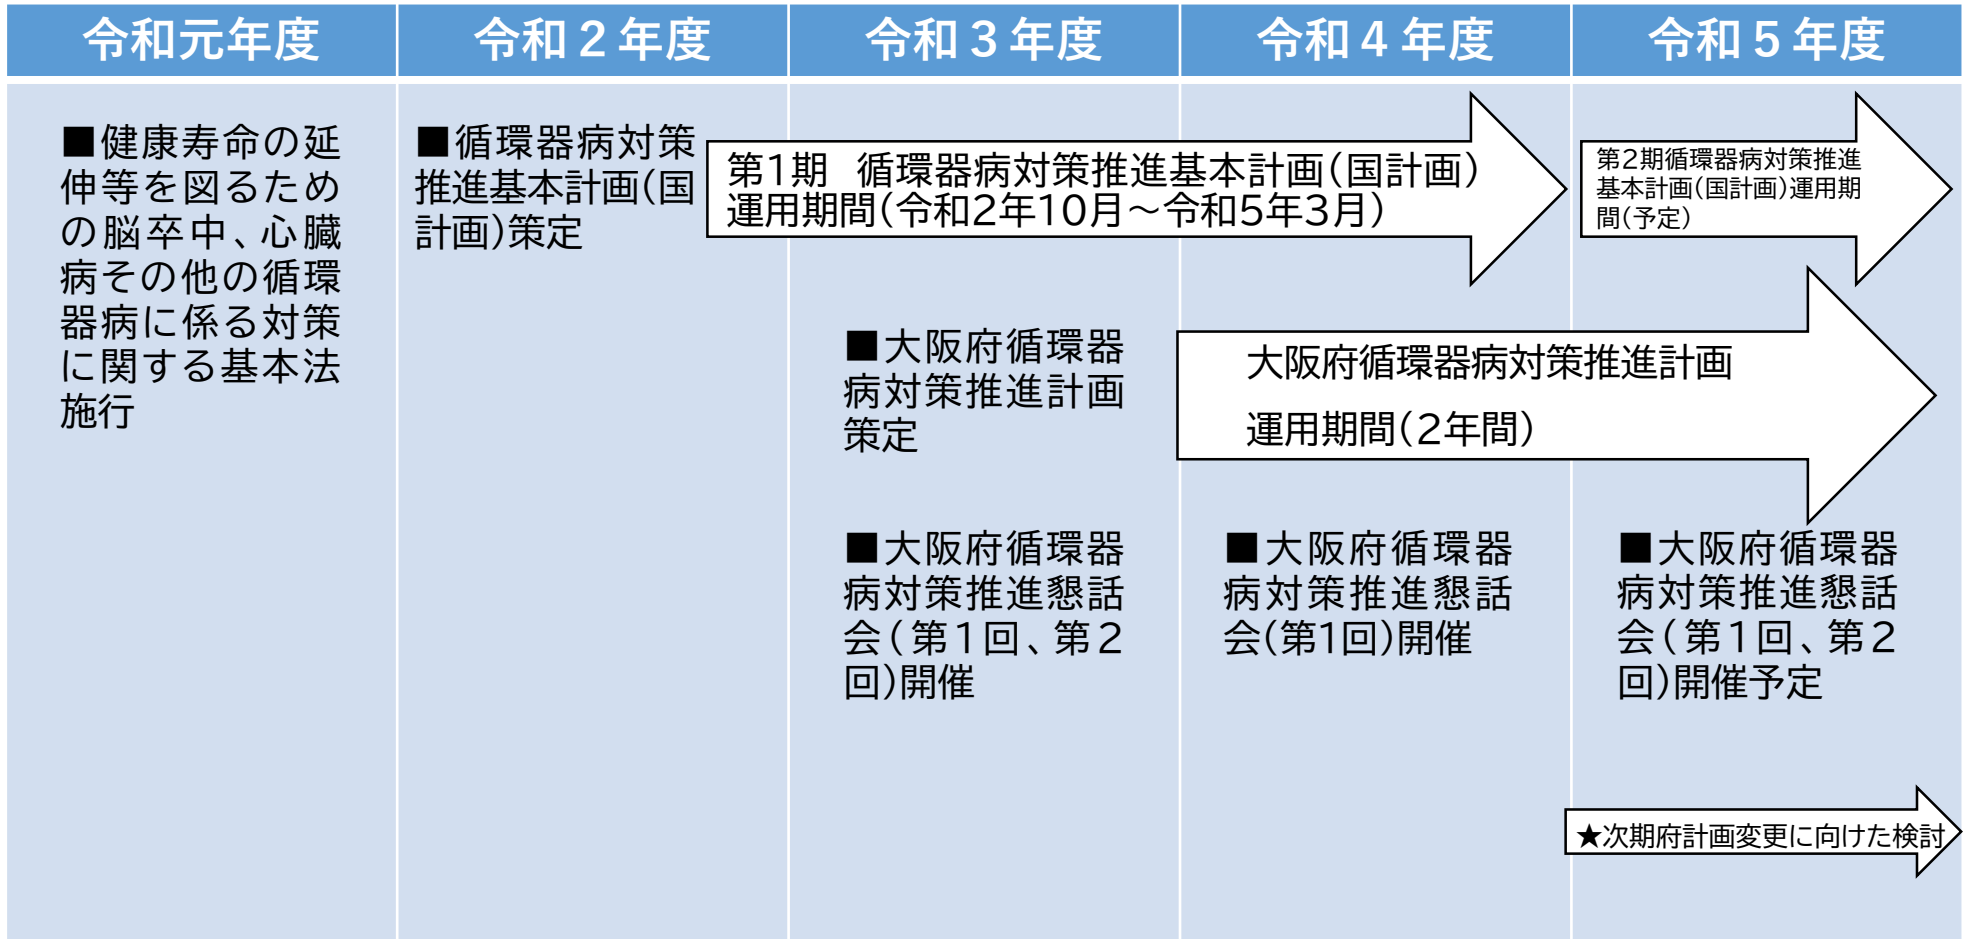 令和元年度
令和２年度
令和３年度
令和４年度
令和５年度
■健康寿命の延
伸等を図るため
の脳卒中、心臓
病その他の循環
器病に係る対策
に関する基本法
施行
■循環器病対策
推進基本計画(国
計画)策定
第1期　循環器病対策推進基本計画(国計画)
運用期間(令和2年10月～令和5年3月)
第2期循環器病対策推進
基本計画(国計画)運用期
間(予定)
■大阪府循環器
病対策推進計画
策定
大阪府循環器病対策推進計画
運用期間(2年間)
■大阪府循環器
病対策推進懇話
会(第1回、第2
回)開催
■大阪府循環器
病対策推進懇話
会(第1回)開催
■大阪府循環器
病対策推進懇話
会(第1回、第2
回)開催予定
★次期府計画変更に向けた検討